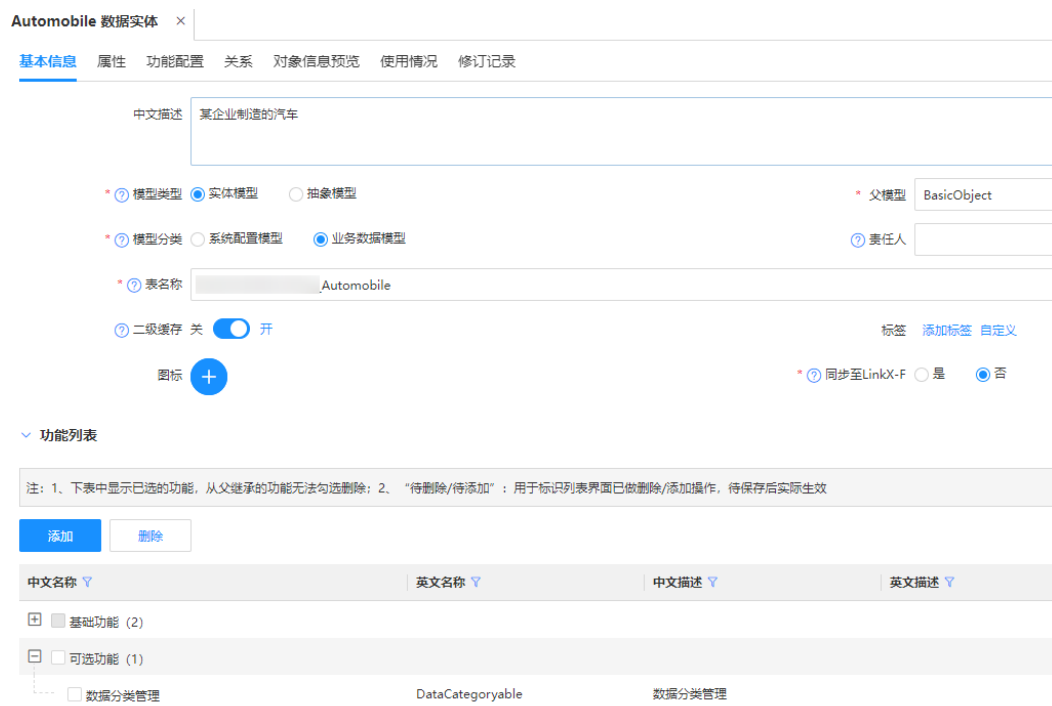 Automobile 数据实体 ×
基本信息 属性 功能配置 关系 对象信息预览 使用情况 修订记录
中文描述 某企业制造的汽车
* ? 模型类型 实体模型 抽象模型 * 父模型 BasicObject
* ? 模型分类 系统配置模型 业务数据模型 ? 责任人
* ? 表名称 _Automobile
? 二级缓存 关 开 标签 添加标签 自定义
图标 + * ? 同步至LinkX-F 是 否
功能列表
注：1、下表中显示已选的功能，从父继承的功能无法勾选删除；2、“待删除/待添加”：用于标识列表界面已做删除/添加操作，待保存后实际生效
添加 删除
中文名称 英文名称 中文描述 英文描述
基础功能（2）
可选功能（1）
数据分类管理 DataCategoryable 数据分类管理